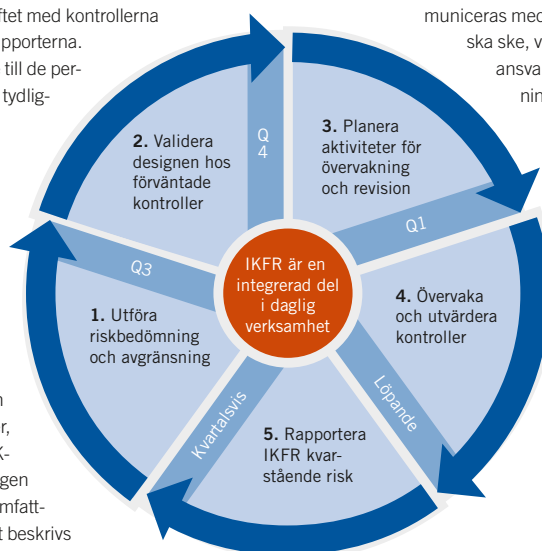 ftet med kontrollerna
pporterna.
till de per-
tydlig-
municeras med
ska ske, v
ansva
nin
2. Validera
designen hos
förväntade
kontroller
Q
4
3. Planera
aktiviteter för
övervakning
och revision
Q1
Q3
IKFR är en
integrerad del
i daglig
verksamhet
1. Utföra
riskbedömning
och avgränsning
4. Övervaka
och utvärdera
kontroller
Kvartalsvis
Löpande
5. Rapportera
IKFR kvar-
stående risk
n
r,
K-
gen
mfatt-
t beskrivs